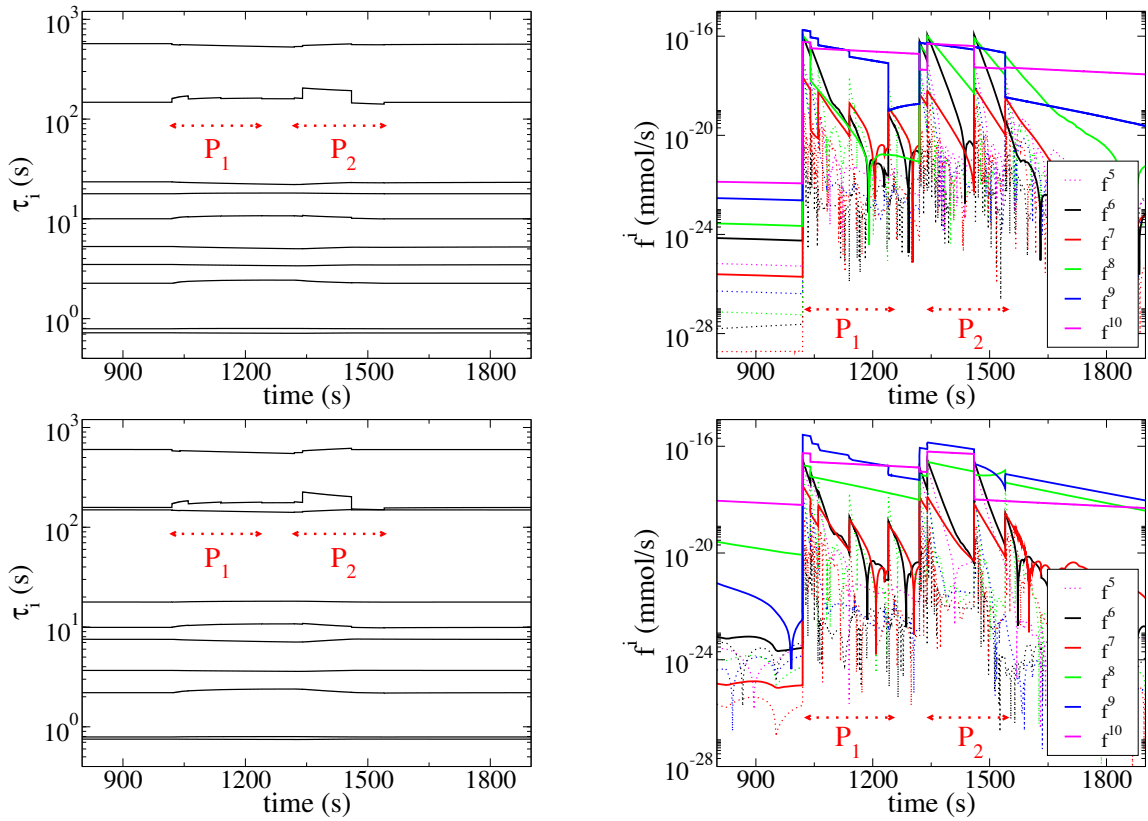 10³
10²
10¹
10⁰
τᵢ (s)
P₁
P₂
900
1200
1500
1800
time (s)
10⁻¹⁶
10⁻²⁰
10⁻²⁴
10⁻²⁸
fⁱ (mmol/s)
P₁
P₂
f⁵
f⁶
f⁷
f⁸
f⁹
f¹⁰
900
1200
1500
1800
time (s)
10³
10²
10¹
10⁰
τᵢ (s)
P₁
P₂
900
1200
1500
1800
time (s)
10⁻¹⁶
10⁻²⁰
10⁻²⁴
10⁻²⁸
fⁱ (mmol/s)
P₁
P₂
f⁵
f⁶
f⁷
f⁸
f⁹
f¹⁰
900
1200
1500
1800
time (s)